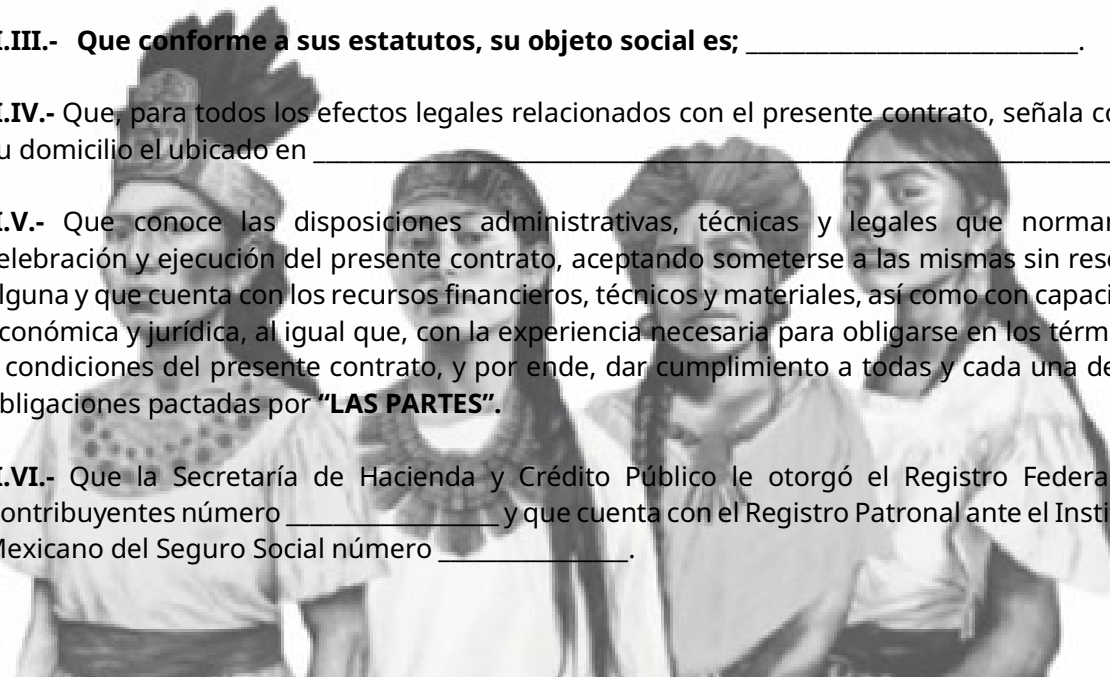 I.III.- Que conforme a sus estatutos, su objeto social es; ____________________________.
I.IV.- Que, para todos los efectos legales relacionados con el presente contrato, señala co
u domicilio el ubicado en ____________________________________________________________________
I.V.- Que conoce las disposiciones administrativas, técnicas y legales que norman
elebración y ejecución del presente contrato, aceptando someterse a las mismas sin rese
lguna y que cuenta con los recursos financieros, técnicos y materiales, así como con capaci
conómica y jurídica, al igual que, con la experiencia necesaria para obligarse en los térm
condiciones del presente contrato, y por ende, dar cumplimiento a todas y cada una de
bligaciones pactadas por “LAS PARTES”.
I.VI.- Que la Secretaría de Hacienda y Crédito Público le otorgó el Registro Federa
ontribuyentes número __________________ y que cuenta con el Registro Patronal ante el Insti
Mexicano del Seguro Social número ________________.